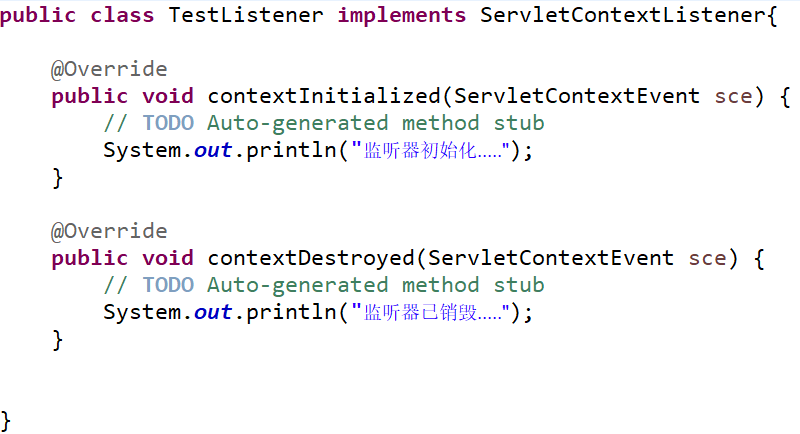 public class TestListener implements ServletContextListener{
@Override
public void contextInitialized(ServletContextEvent sce) {
// TODO Auto-generated method stub
System.out.println("监听器初始化.....");
}
@Override
public void contextDestroyed(ServletContextEvent sce) {
// TODO Auto-generated method stub
System.out.println("监听器已销毁.....");
}
}